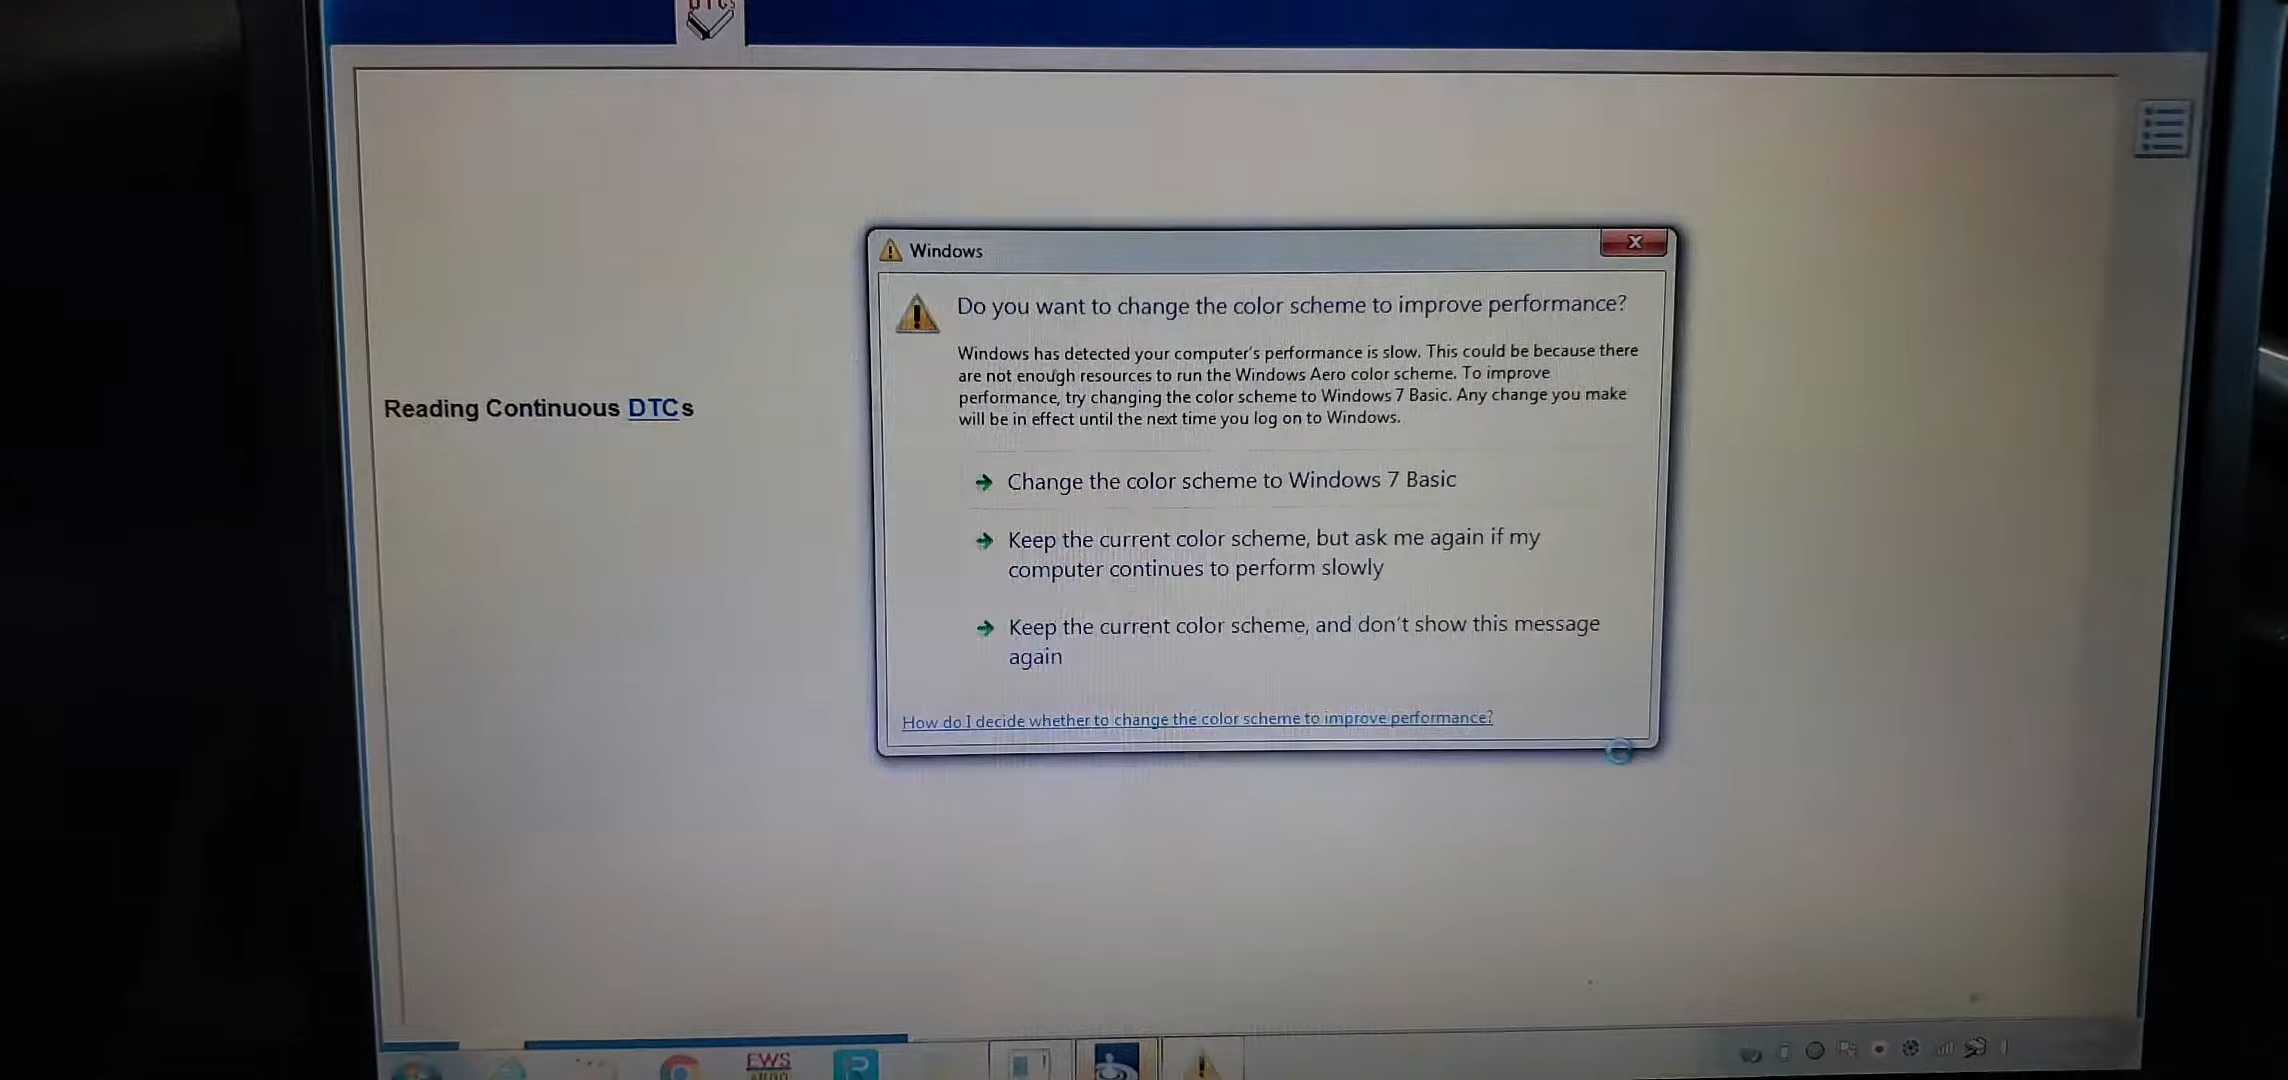 DTCs
Windows
Do you want to change the color scheme to improve performance?
Windows has detected your computer's performance is slow. This could be because there
are not enough resources to run the Windows Aero color scheme. To improve
performance, try changing the color scheme to Windows 7 Basic. Any change you make
will be in effect until the next time you log on to Windows.
Reading Continuous DTCs
Change the color scheme to Windows 7 Basic
Keep the current color scheme, but ask me again if my
computer continues to perform slowly
Keep the current color scheme, and don't show this message
again
How do I decide whether to change the color scheme to improve performance?
EWS